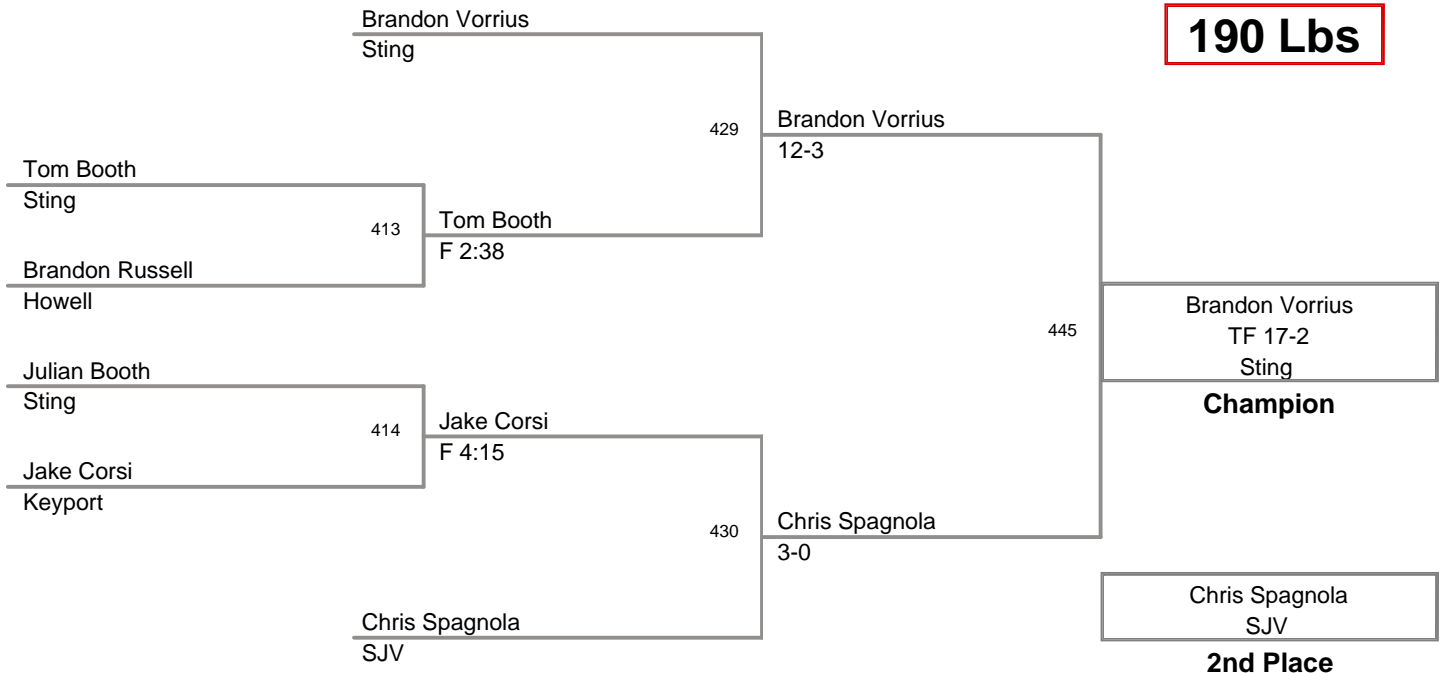 Brandon Vorrius
Sting
190 Lbs
429
Brandon Vorrius
12-3
Tom Booth
Sting
413
Tom Booth
F 2:38
Brandon Russell
Howell
445
Brandon Vorrius
TF 17-2
Sting
Champion
Julian Booth
Sting
414
Jake Corsi
F 4:15
Jake Corsi
Keyport
430
Chris Spagnola
3-0
Chris Spagnola
SJV
Chris Spagnola
SJV
2nd Place